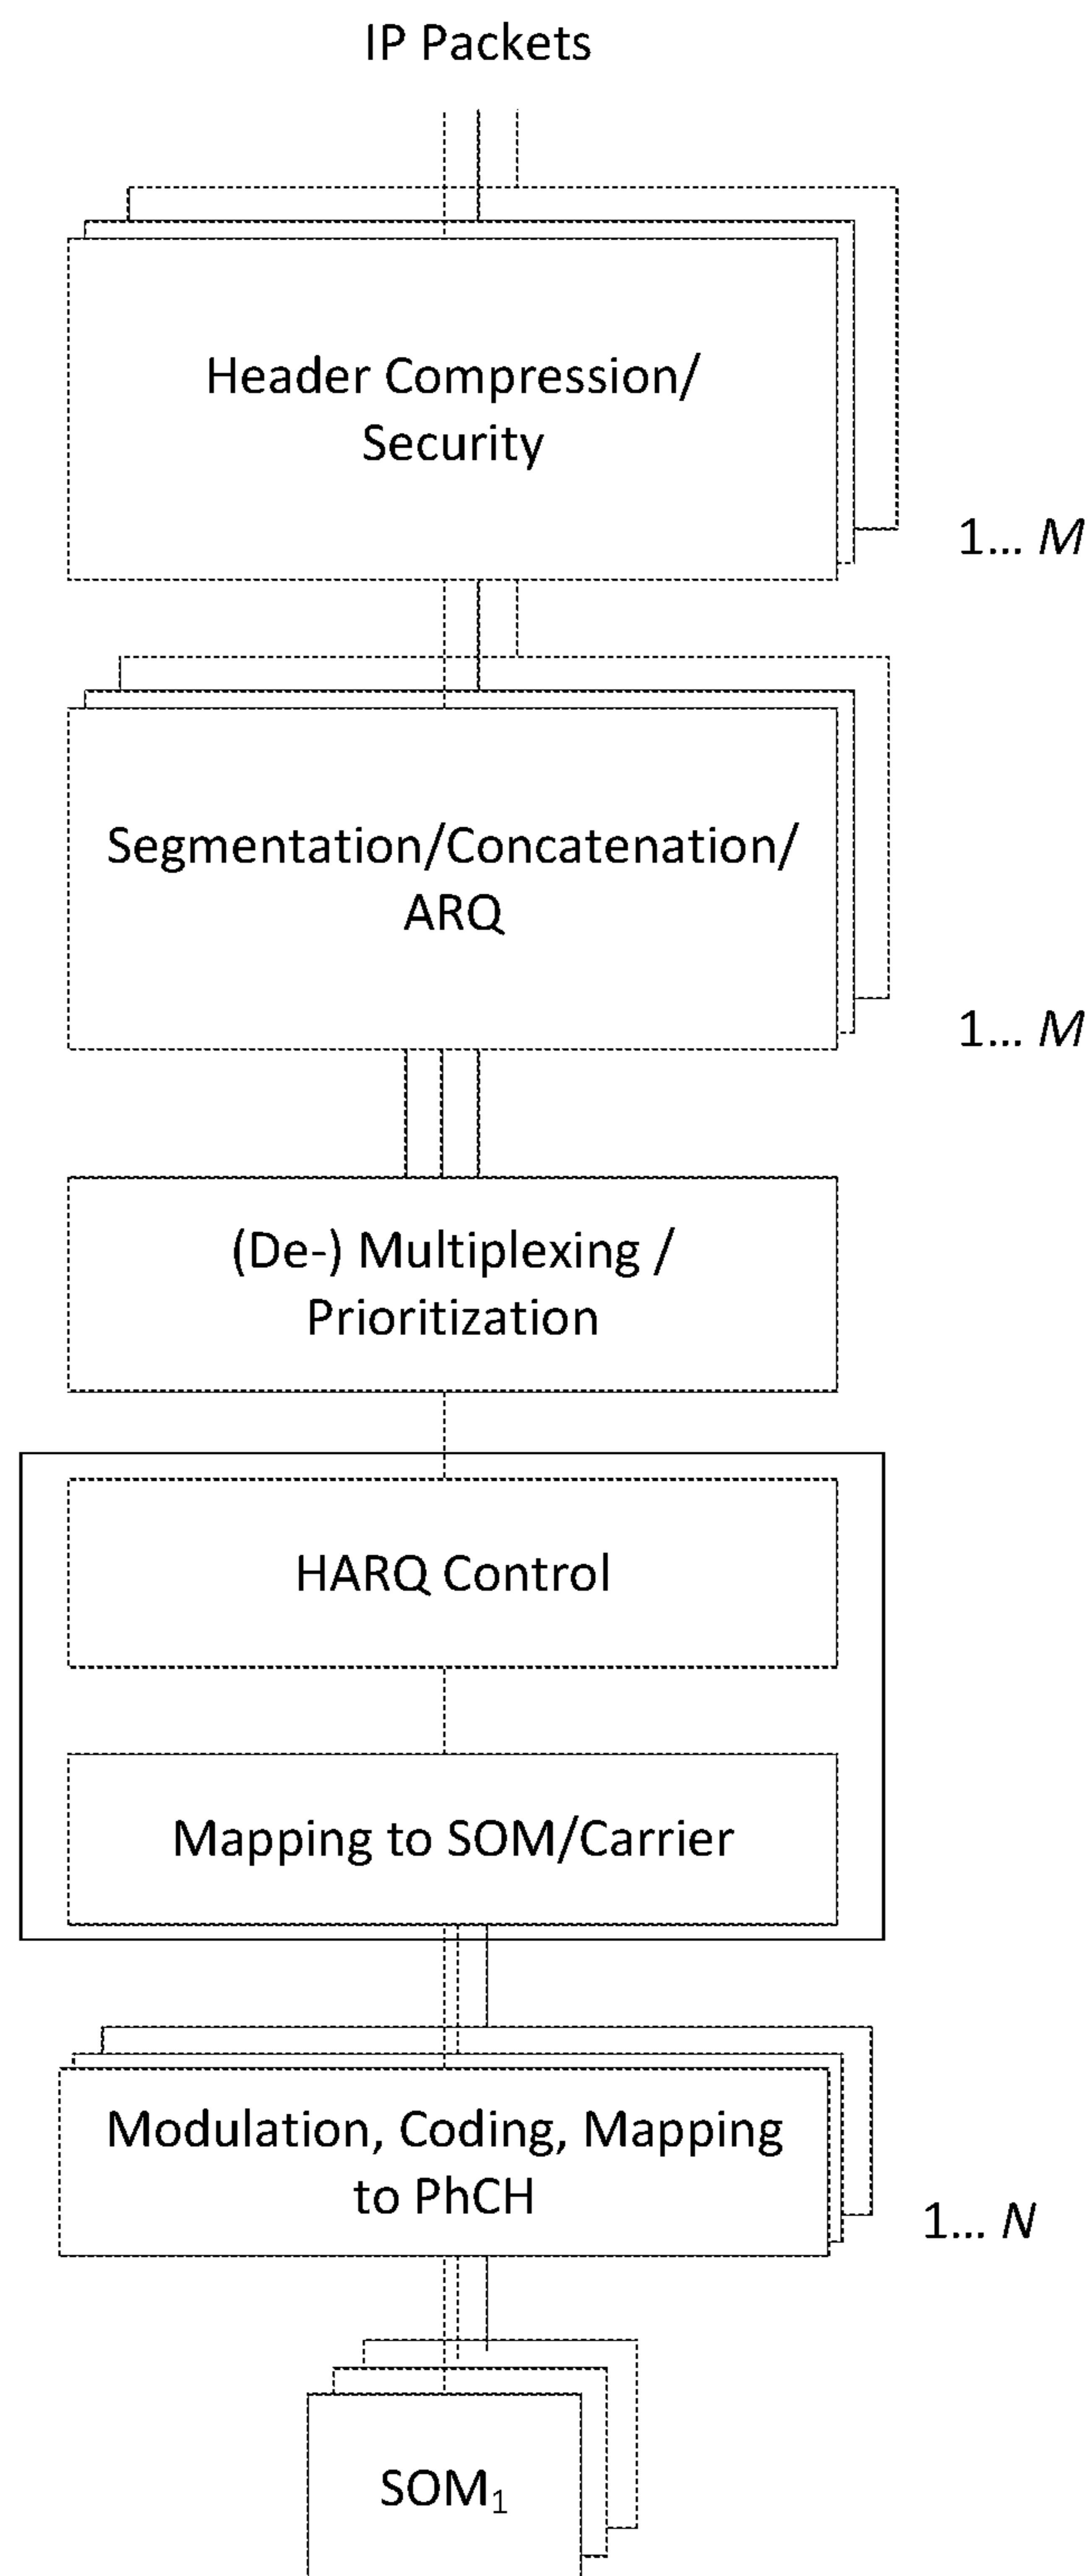 IP Packets
Header Compression/
Security
1... M
Segmentation/Concatenation/
ARQ
1... M
(De-) Multiplexing /
Prioritization
HARQ Control
Mapping to SOM/Carrier
Modulation, Coding, Mapping
to PhCH
1... N
SOM₁